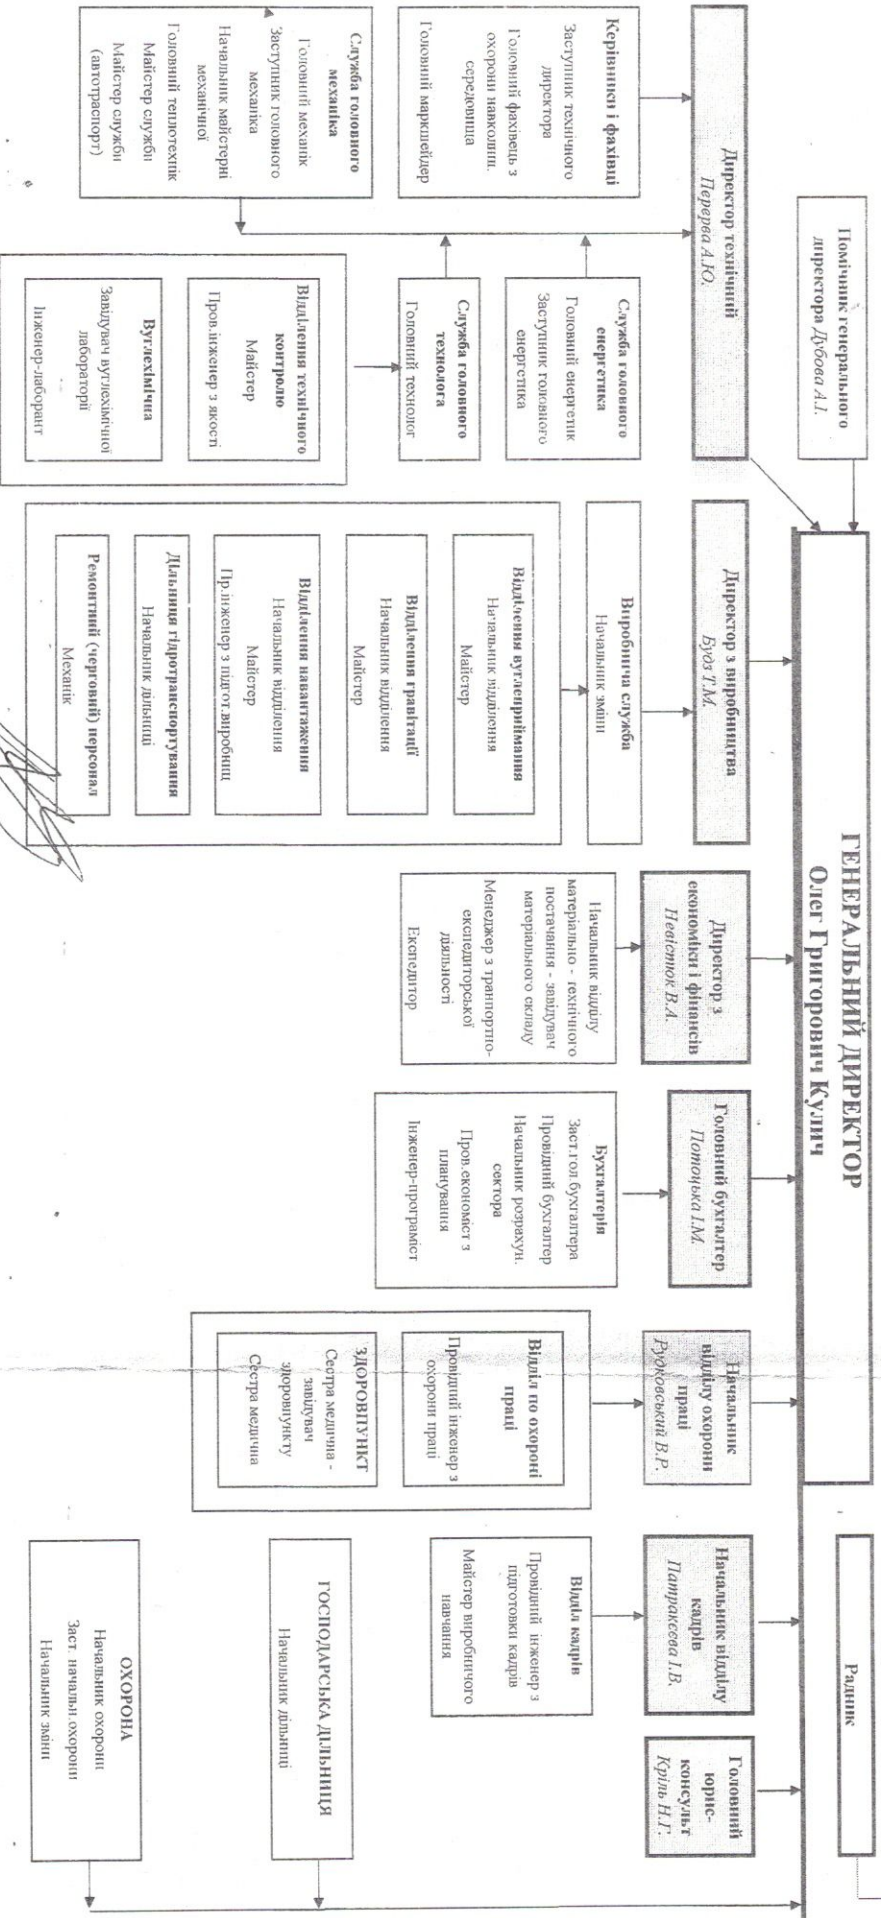 ГЕНЕРАЛЬНИЙ ДИРЕКТОР
Олег Григорович Кулич
Помічник генерального
директора Дубова А.І.
Радник
Директор технічний
Перерва А.Ю.
Директор з виробництва
Будз Т.М.
Директор з
економіки і фінансів
Невістюк В.А.
Головний бухгалтер
Потоцька І.М.
Начальник
відділу охорони
праці
Рудковський В.Р.
Начальник відділу
кадрів
Патракеєва І.В.
Головний
юрис-
консульт
Кріль Н.Г.
Керівники і фахівці
Заступник технічного
директора
Головний фахівець з
охорони навколиш.
середовища
Головний маркшейдер
Служба головного
механіка
Головний механік
Заступник головного
механіка
Начальник майстерні
механічної
Головний теплотехнік
Майстер служби
Майстер служби
(автотраспорт)
Служба головного
енергетика
Головний енергетик
Заступник головного
енергетика
Служба головного
технолога
Головний технолог
Відділення технічного
контролю
Майстер
Пров.інженер з якості
Вуглехімічна
Завідувач вуглехімічної
лабораторії
Інженер-лаборант
Виробнича служба
Начальник зміни
Відділення вуглеприймання
Начальник відділення
Майстер
Відділення гравітації
Начальник відділення
Майстер
Відділення навантаження
Начальник відділення
Майстер
Пр.інженер з підгот.виробниц
Дільниця гідротранспортування
Начальник дільниці
Ремонтний (черговий) персонал
Механік
Начальник відділу
матеріально - технічного
постачання - завідувач
матеріального складу
Менеджер з транпортно-
експедиторської
діяльності
Експедитор
Бухгалтерія
Заст.гол.бухгалтера
Провідний бухгалтер
Начальник розрахун.
сектора
Пров.економіст з
планування
Інженер-програміст
Відділ по охороні
праці
Провідний інженер з
охорони праці
ЗДОРОВПУНКТ
Сестра медична -
завідувач
здоровпункту
Сестра медична
Відділ кадрів
Провідний інженер з
підготовки кадрів
Майстер виробничого
навчання
ГОСПОДАРСЬКА ДІЛЬНИЦЯ
Начальник дільниці
ОХОРОНА
Начальник охорони
Заст. начальн.охорони
Начальник зміни